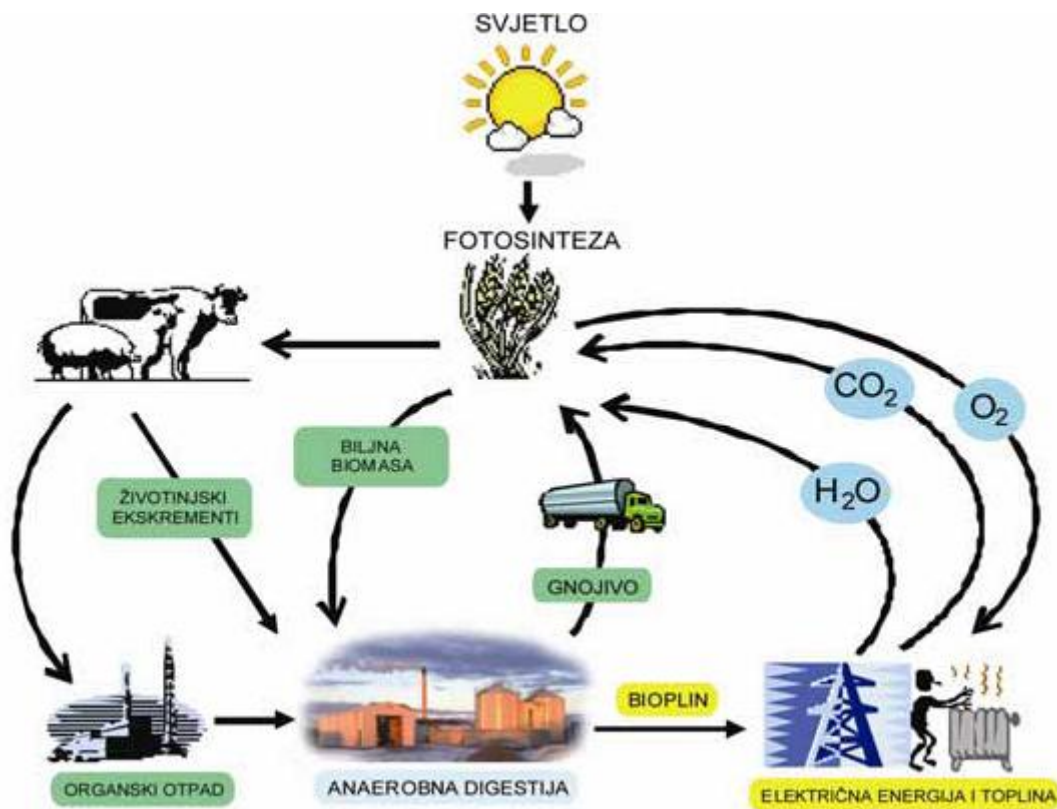 SVJETLO
FOTOSINTEZA
CO₂
O₂
BILJNA
BIOMASA
H₂O
ŽIVOTINJSKI
EKSKREMENTI
GNOJIVO
BIOPLIN
ORGANSKI OTPAD
ANAEROBNA DIGESTIJA
ELEKTRIČNA ENERGIJA I TOPLINA